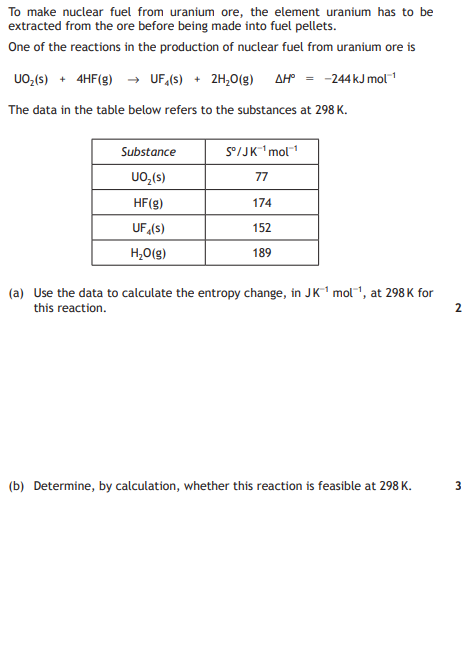 To make nuclear fuel from uranium ore, the element uranium has to be
extracted from the ore before being made into fuel pellets.
One of the reactions in the production of nuclear fuel from uranium ore is
UO₂(s) + 4HF(g) → UF₄(s) + 2H₂O(g) ΔH° = −244 kJ mol⁻¹
The data in the table below refers to the substances at 298 K.
Substance S°/J K⁻¹ mol⁻¹
UO₂(s) 77
HF(g) 174
UF₄(s) 152
H₂O(g) 189
(a) Use the data to calculate the entropy change, in J K⁻¹ mol⁻¹, at 298 K for
this reaction. 2
(b) Determine, by calculation, whether this reaction is feasible at 298 K. 3